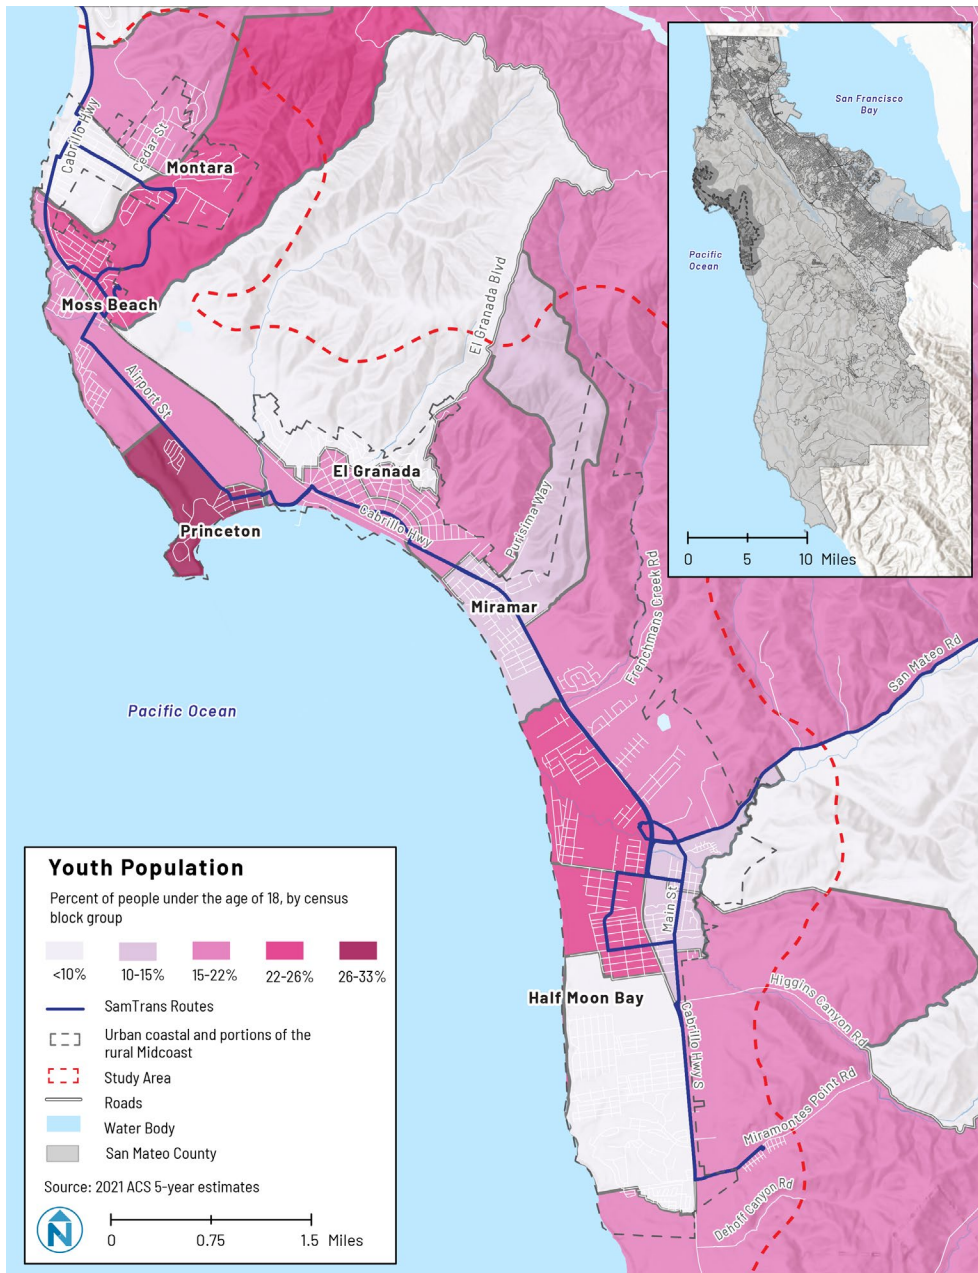 Cabrillo Hwy
Cedar St
Montara
Moss Beach
Airport St
El Granada Blvd
El Granada
Princeton
Cabrillo Hwy
Purisima Way
Miramar
Frenchmans Creek Rd
San Mateo Rd
Pacific Ocean
Main St
Half Moon Bay
Higgins Canyon Rd
Cabrillo Hwy S
Miramontes Point Rd
Dehoff Canyon Rd
San Francisco
Bay
Pacific
Ocean
0 5 10 Miles
Youth Population
Percent of people under the age of 18, by census
block group
<10% 10-15% 15-22% 22-26% 26-33%
SamTrans Routes
Urban coastal and portions of the
rural Midcoast
Study Area
Roads
Water Body
San Mateo County
Source: 2021 ACS 5-year estimates
N
0 0.75 1.5 Miles